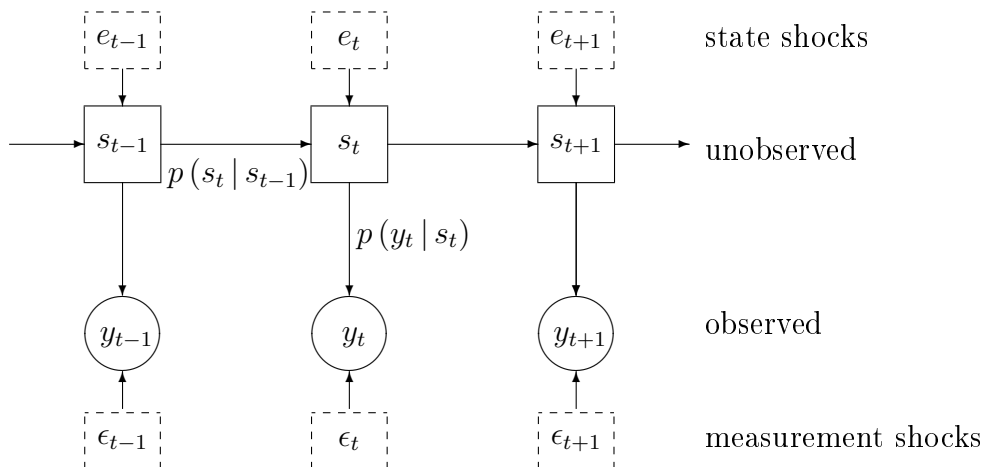 e_{t−1} e_t e_{t+1} state shocks
s_{t−1} s_t s_{t+1} unobserved
p (s_t | s_{t−1})
p (y_t | s_t)
y_{t−1} y_t y_{t+1} observed
ϵ_{t−1} ϵ_t ϵ_{t+1} measurement shocks